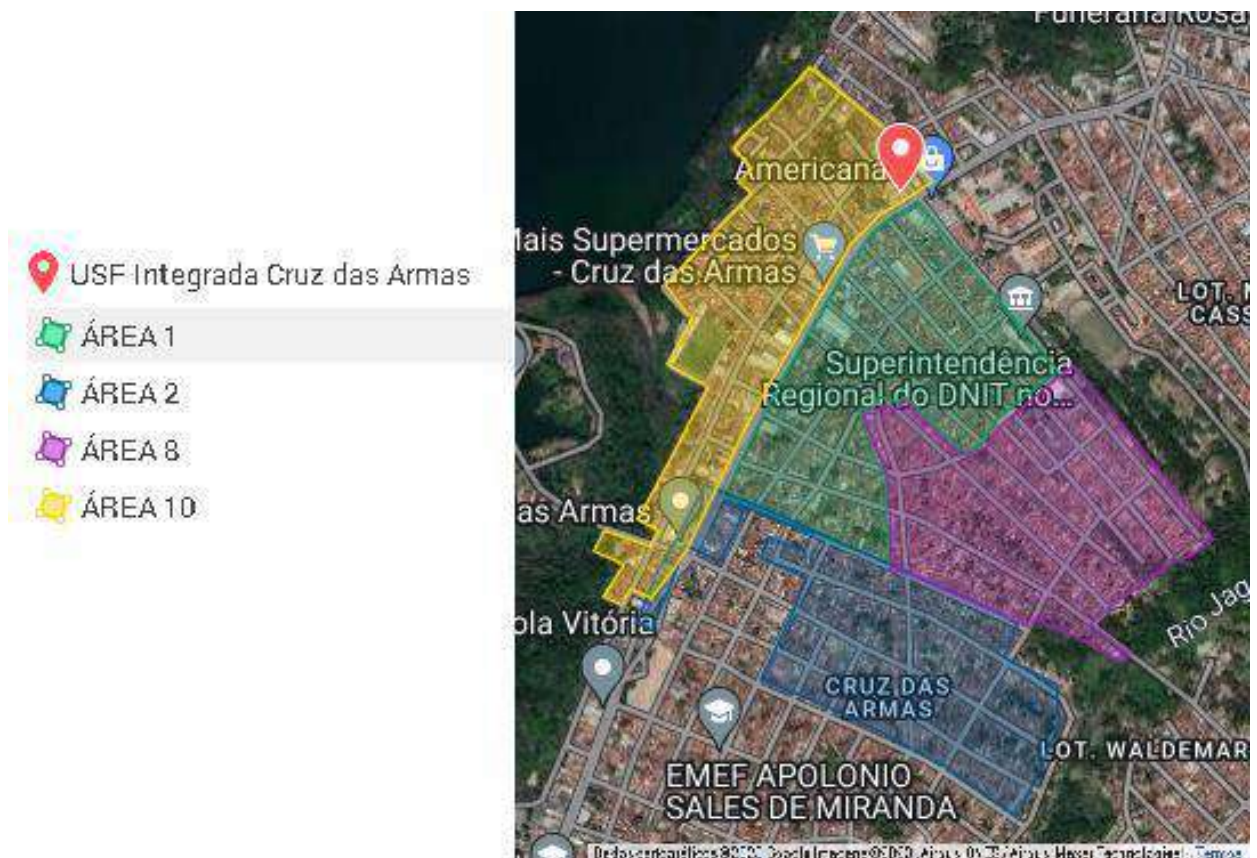 USF Integrada Cruz das Armas
ÁREA 1
ÁREA 2
ÁREA 8
ÁREA 10
Funerária Rosa
Americana
Mais Supermercados
- Cruz das Armas
LOT. N
CASS
Superintendência
Regional do DNIT no...
as Armas
Rio Jag
ola Vitória
CRUZ DAS
ARMAS
LOT. WALDEMAR
EMEF APOLONIO
SALES DE MIRANDA
Termos